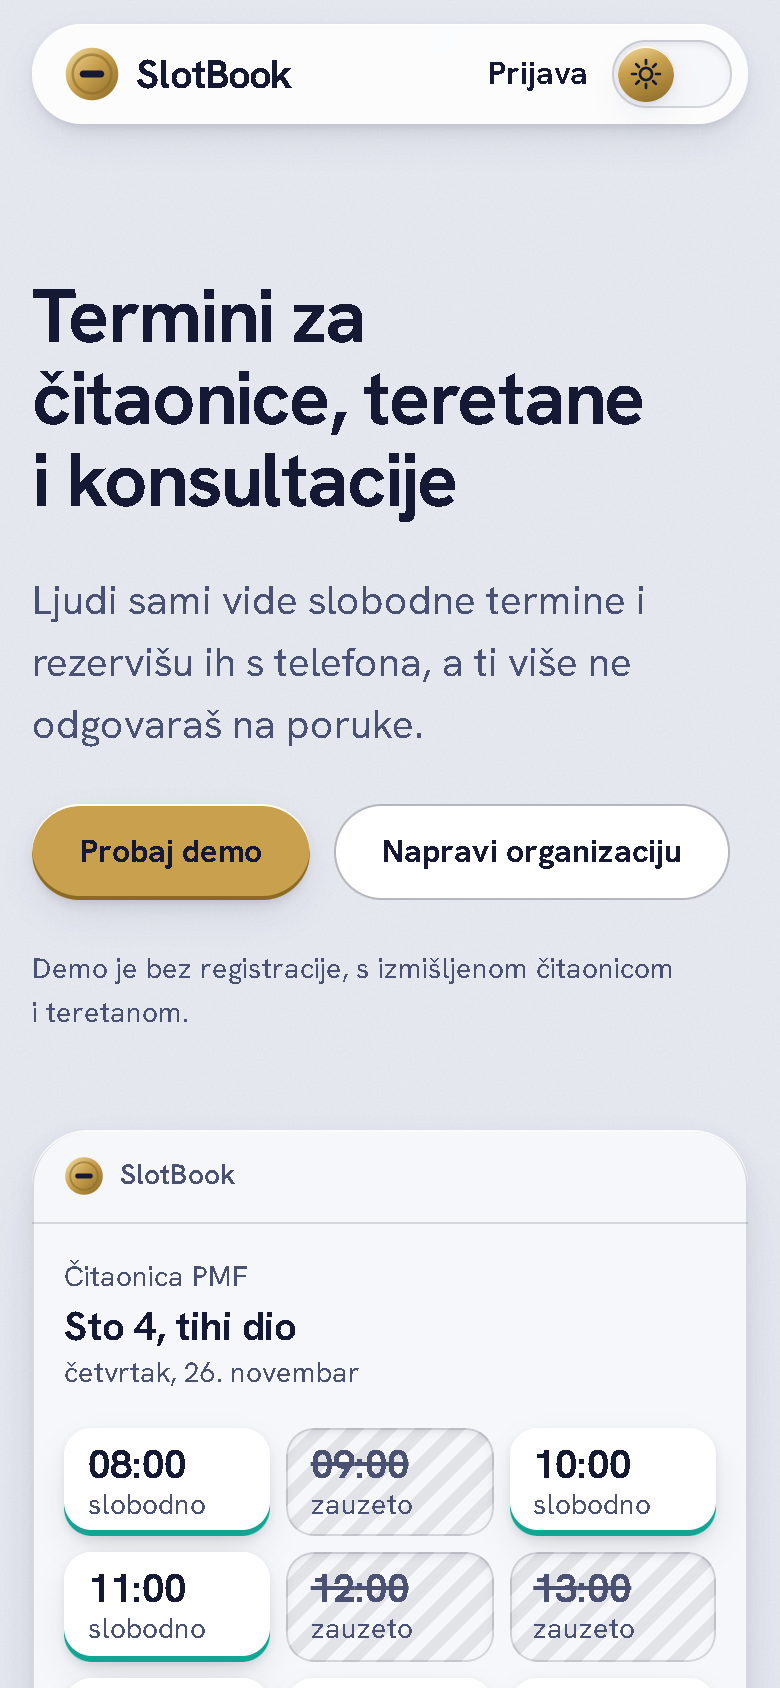 SlotBook
Prijava
Termini za
čitaonice, teretane
i konsultacije
Ljudi sami vide slobodne termine i
rezervišu ih s telefona, a ti više ne
odgovaraš na poruke.
Probaj demo
Napravi organizaciju
Demo je bez registracije, s izmišljenom čitaonicom
i teretanom.
SlotBook
Čitaonica PMF
Sto 4, tihi dio
četvrtak, 26. novembar
08:00
slobodno
09:00
zauzeto
10:00
slobodno
11:00
slobodno
12:00
zauzeto
13:00
zauzeto